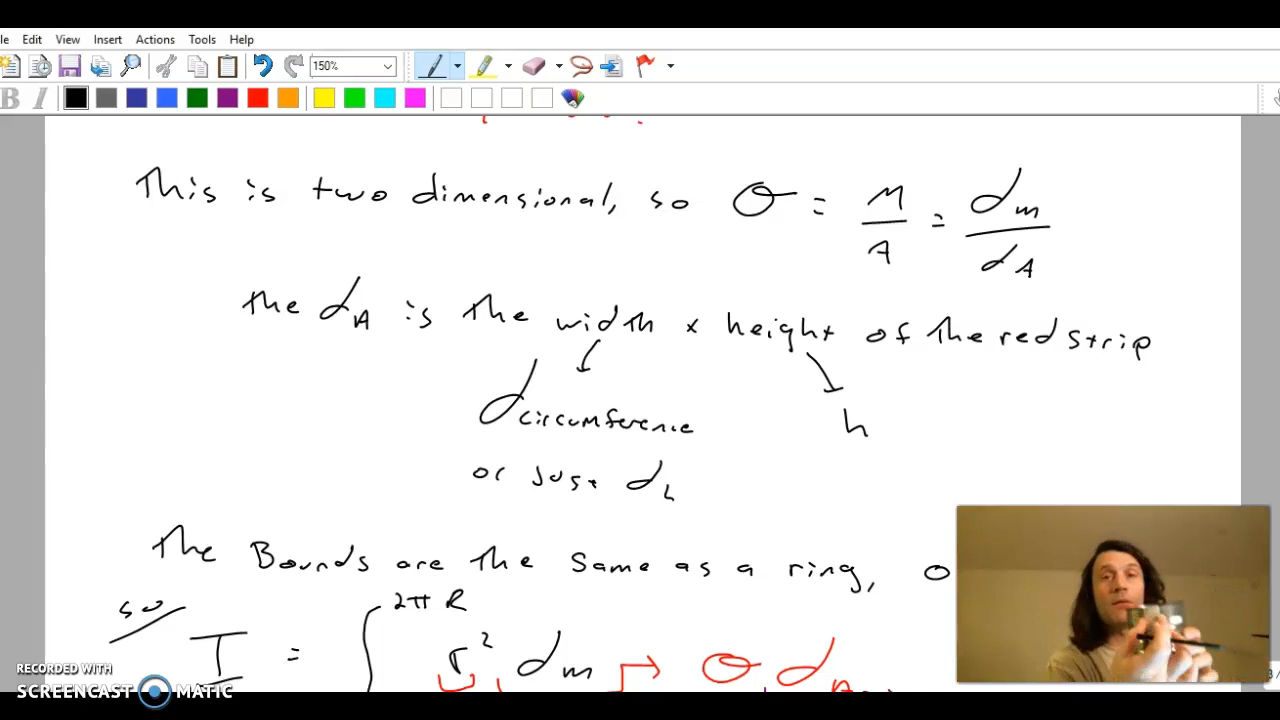 File Edit View Insert Actions Tools Help
150%
B I
This is two dimensional, so σ = M/A = dm/dA
the dA is the width x height of the red strip
dcircumference
h
or just dL
The Bounds are the same as a ring, 0
so
2πR
I = ∫ r² dm → σ dA
RECORDED WITH
SCREENCAST MATIC